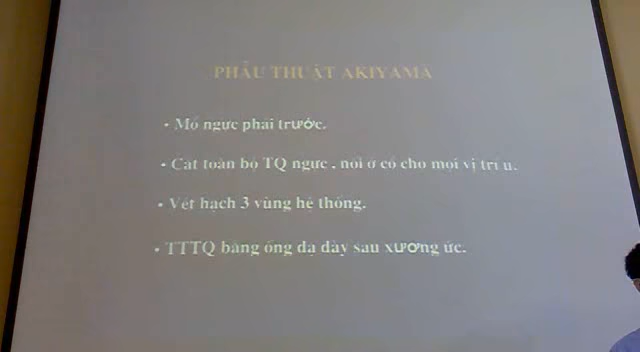 PHẪU THUẬT AKIYAMA
• Mổ ngực phải trước.
• Cắt toàn bộ TQ ngực , nối ở cổ cho mọi vị trí u.
• Vét hạch 3 vùng hệ thống.
• TTTQ bằng ống dạ dày sau xương ức.